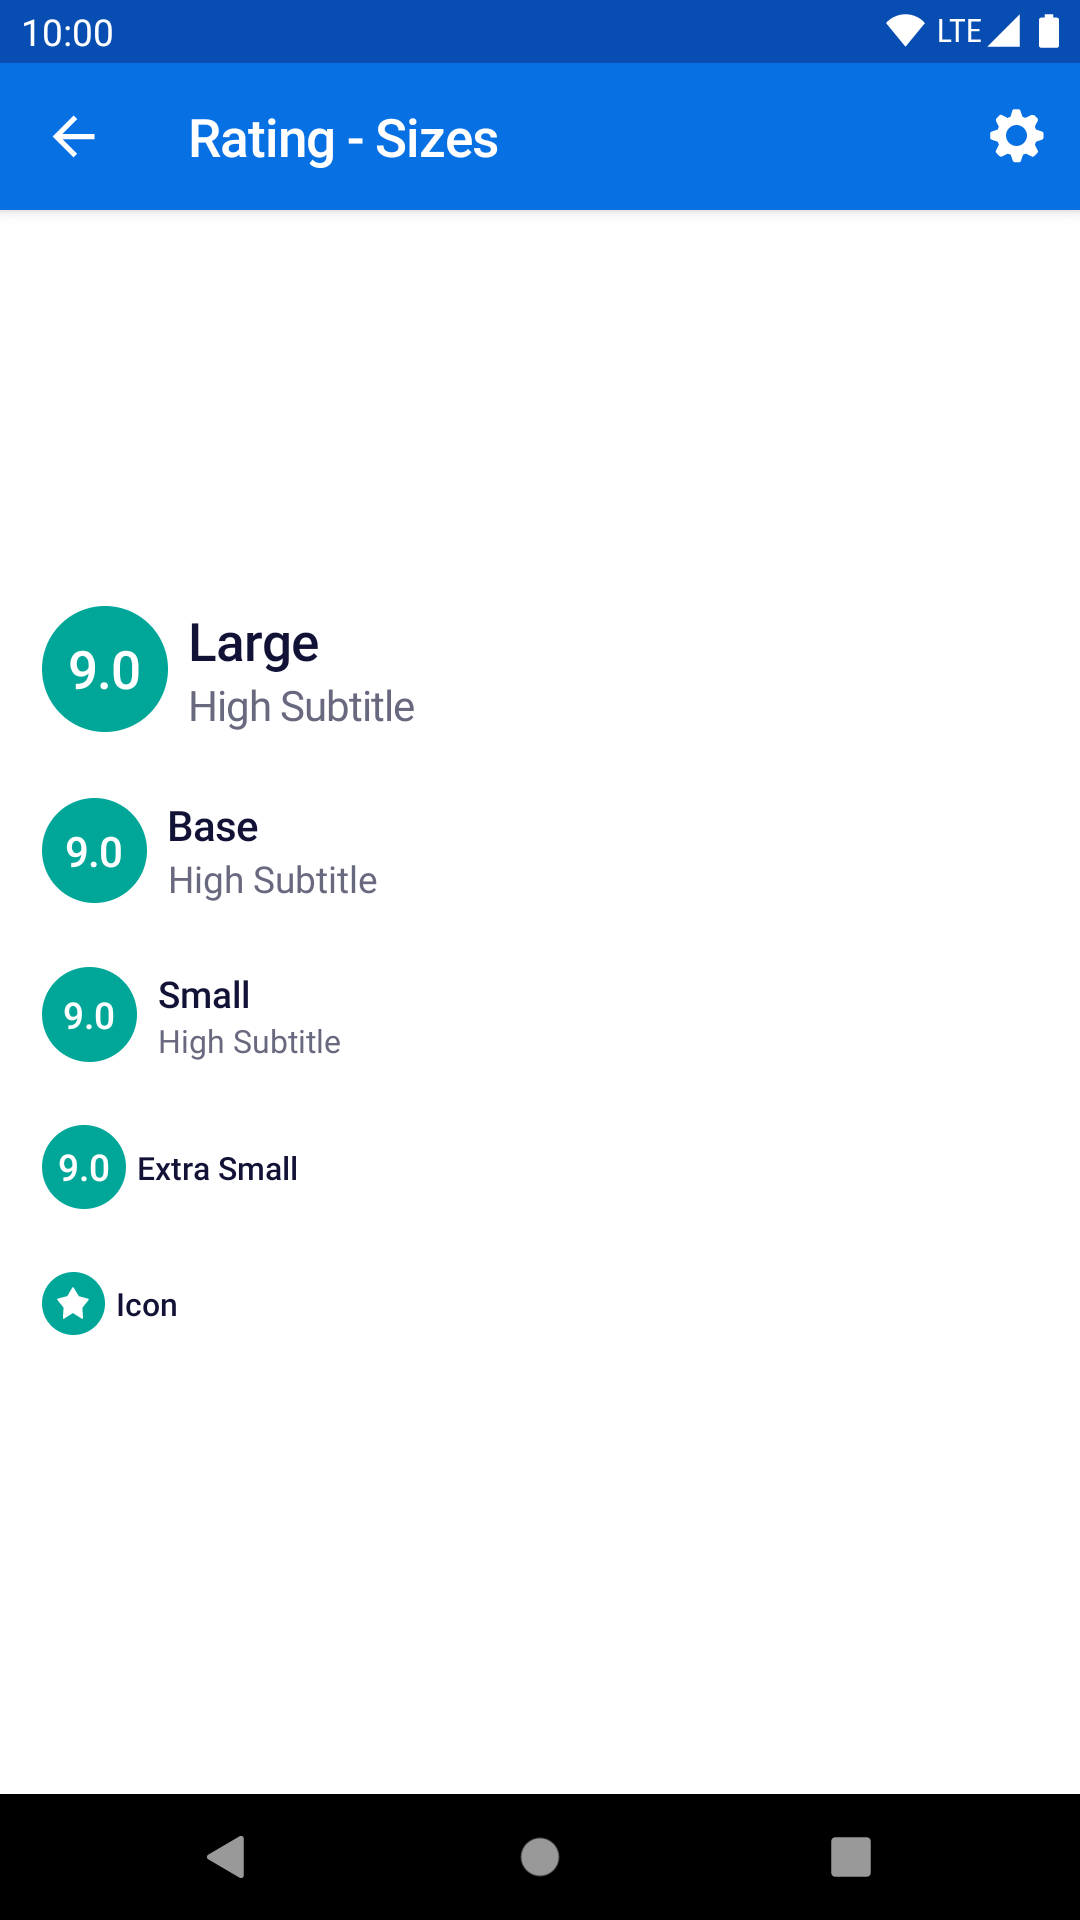 10:00 LTE
Rating - Sizes
9.0 Large
High Subtitle
9.0 Base
High Subtitle
9.0 Small
High Subtitle
9.0 Extra Small
Icon